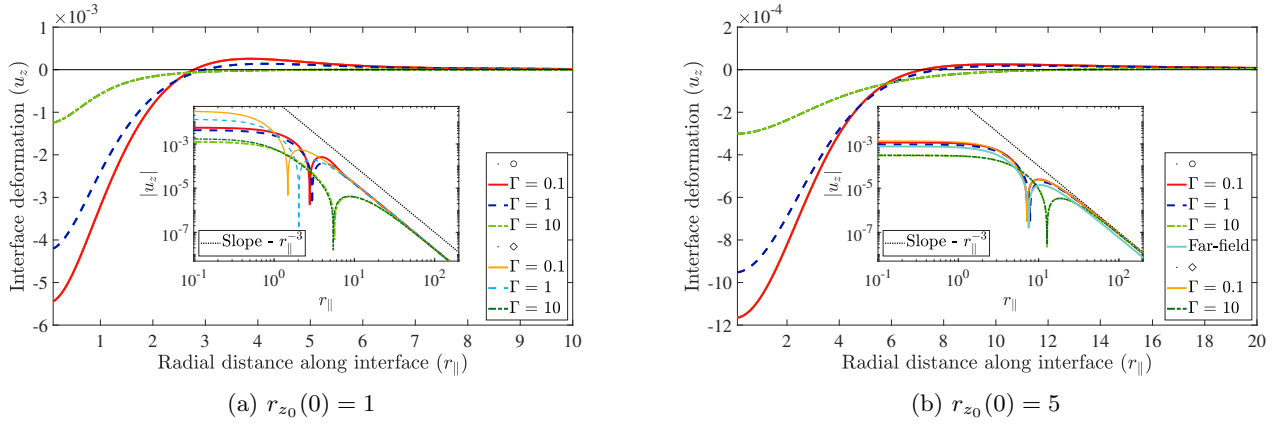 ×10⁻³
2
1
0
-1
-2
-3
-4
-5
-6
Interface deformation (u_z)
1 2 3 4 5 6 7 8 9 10
Radial distance along interface (r_∥)
|u_z|
10⁻³
10⁻⁵
10⁻⁷
10⁻¹ 10⁰ 10¹ 10²
r_∥
Slope - r_∥⁻³
○
Γ = 0.1
Γ = 1
Γ = 10
◇
Γ = 0.1
Γ = 1
Γ = 10
(a) r_{z₀}(0) = 1
×10⁻⁴
2
0
-2
-4
-6
-8
-10
-12
Interface deformation (u_z)
2 4 6 8 10 12 14 16 18 20
Radial distance along interface (r_∥)
|u_z|
10⁻³
10⁻⁵
10⁻⁷
10⁻¹ 10⁰ 10¹ 10²
r_∥
Slope - r_∥⁻³
○
Γ = 0.1
Γ = 1
Γ = 10
Far-field
◇
Γ = 0.1
Γ = 10
(b) r_{z₀}(0) = 5